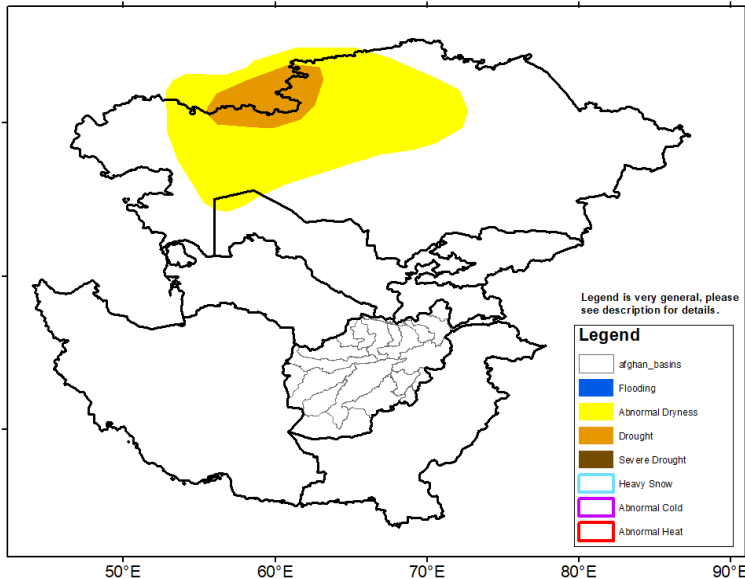 Legend is very general, please
see description for details.
Legend
afghan_basins
Flooding
Abnormal Dryness
Drought
Severe Drought
Heavy Snow
Abnormal Cold
Abnormal Heat
50°E
60°E
70°E
80°E
90°E